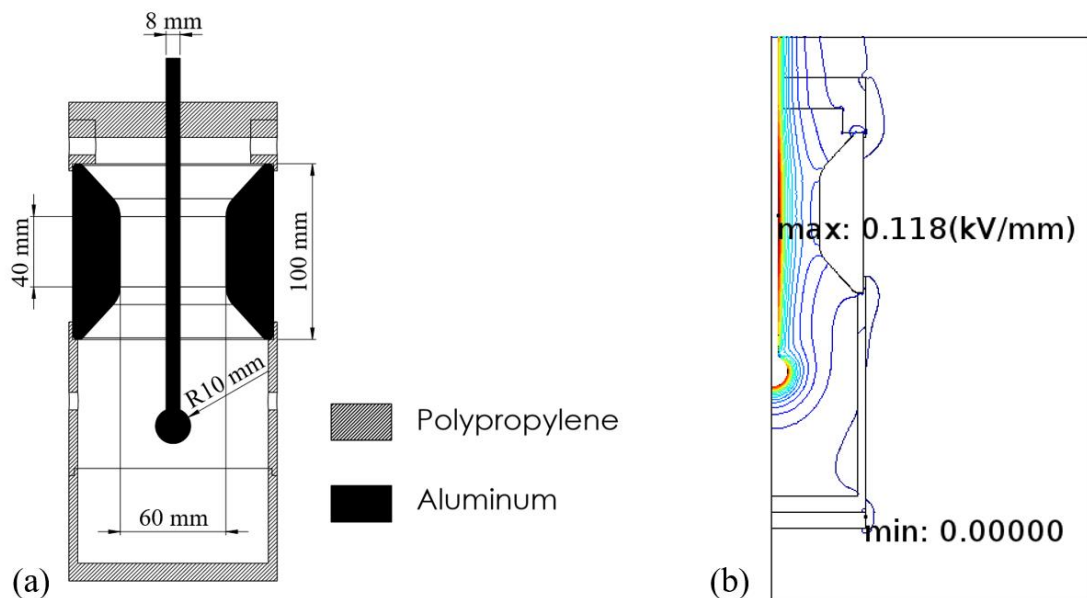 8 mm
40 mm
100 mm
R10 mm
60 mm
Polypropylene
Aluminum
(a)
max: 0.118(kV/mm)
min: 0.00000
(b)